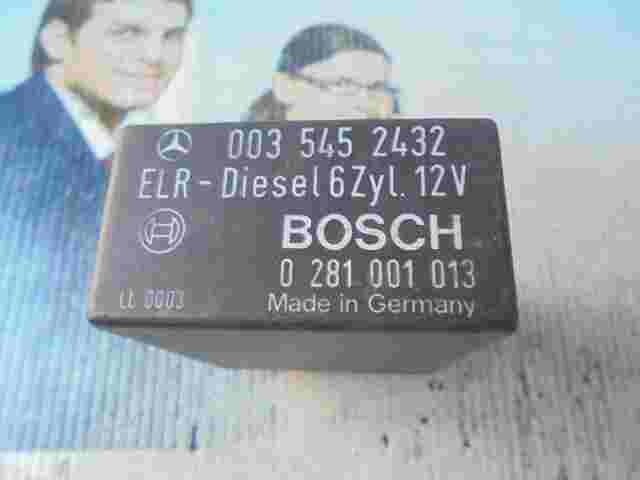 003 545 2432
ELR - Diesel 6Zyl. 12V
BOSCH
0 281 001 013
LL 0003 Made in Germany